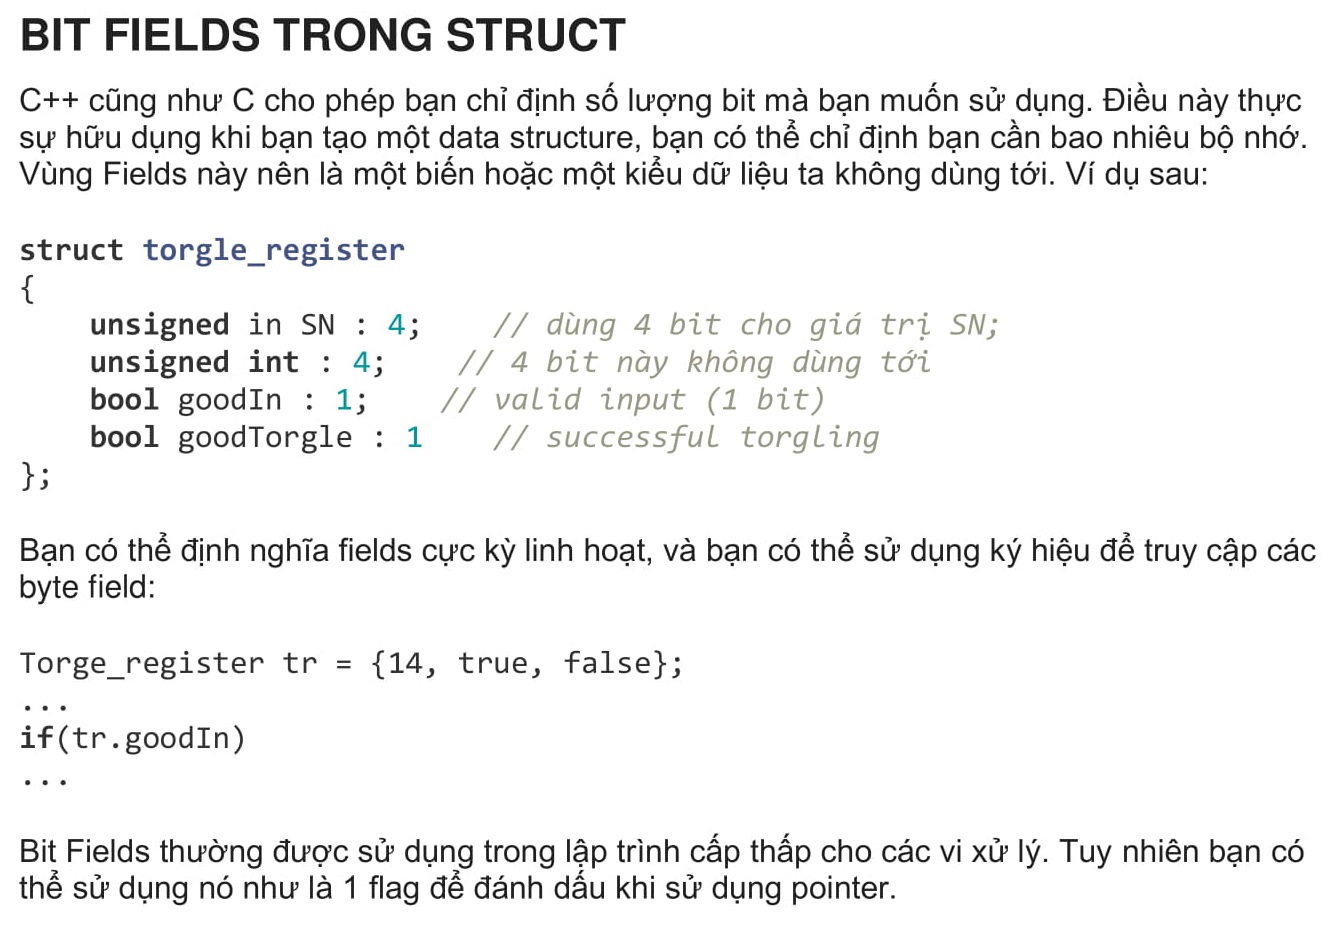 BIT FIELDS TRONG STRUCT
C++ cũng như C cho phép bạn chỉ định số lượng bit mà bạn muốn sử dụng. Điều này thực
sự hữu dụng khi bạn tạo một data structure, bạn có thể chỉ định bạn cần bao nhiêu bộ nhớ.
Vùng Fields này nên là một biến hoặc một kiểu dữ liệu ta không dùng tới. Ví dụ sau:
struct torgle_register
{
    unsigned in SN : 4;    // dùng 4 bit cho giá trị SN;
    unsigned int : 4;    // 4 bit này không dùng tới
    bool goodIn : 1;    // valid input (1 bit)
    bool goodTorgle : 1    // successful torgling
};
Bạn có thể định nghĩa fields cực kỳ linh hoạt, và bạn có thể sử dụng ký hiệu để truy cập các
byte field:
Torge_register tr = {14, true, false};
...
if(tr.goodIn)
...
Bit Fields thường được sử dụng trong lập trình cấp thấp cho các vi xử lý. Tuy nhiên bạn có
thể sử dụng nó như là 1 flag để đánh dấu khi sử dụng pointer.